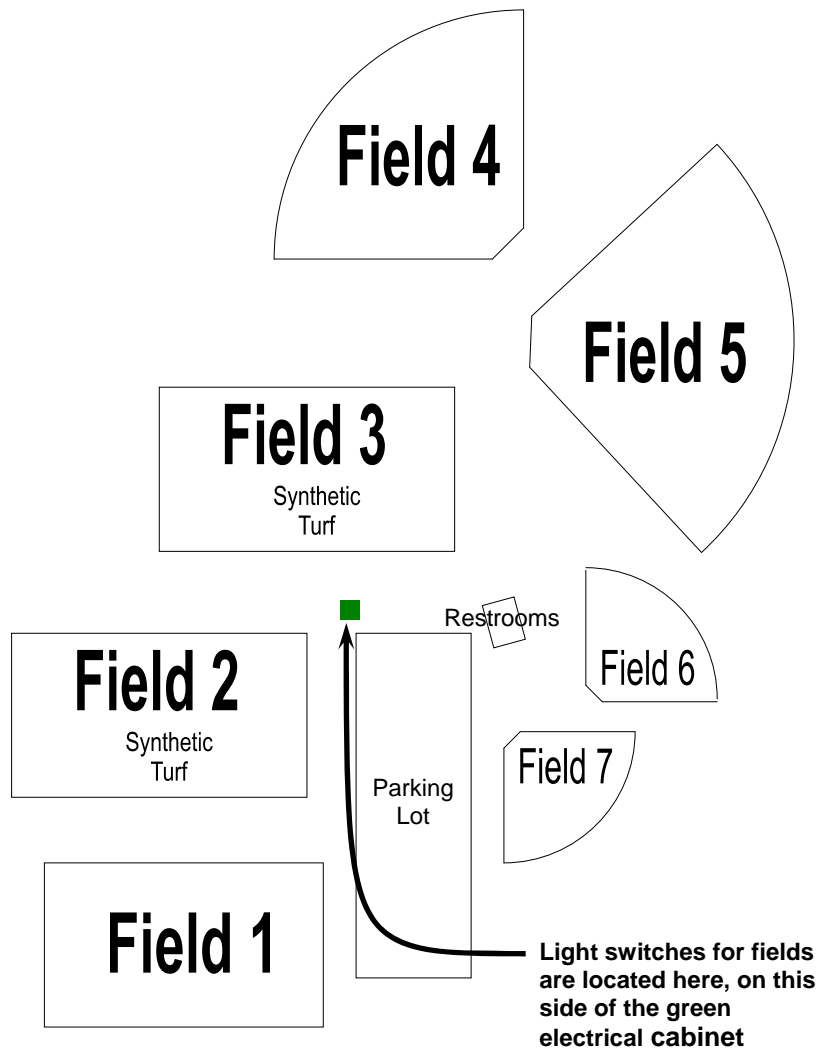 Field 4
Field 5
Field 3
Synthetic
Turf
Restrooms
Field 6
Field 2
Synthetic
Turf
Field 7
Parking
Lot
Field 1
Light switches for fields
are located here, on this
side of the green
electrical cabinet